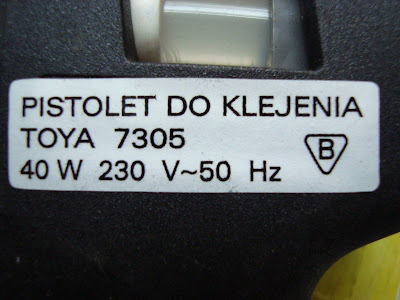 PISTOLET DO KLEJENIA
TOYA 7305
B
40 W 230 V~50 Hz